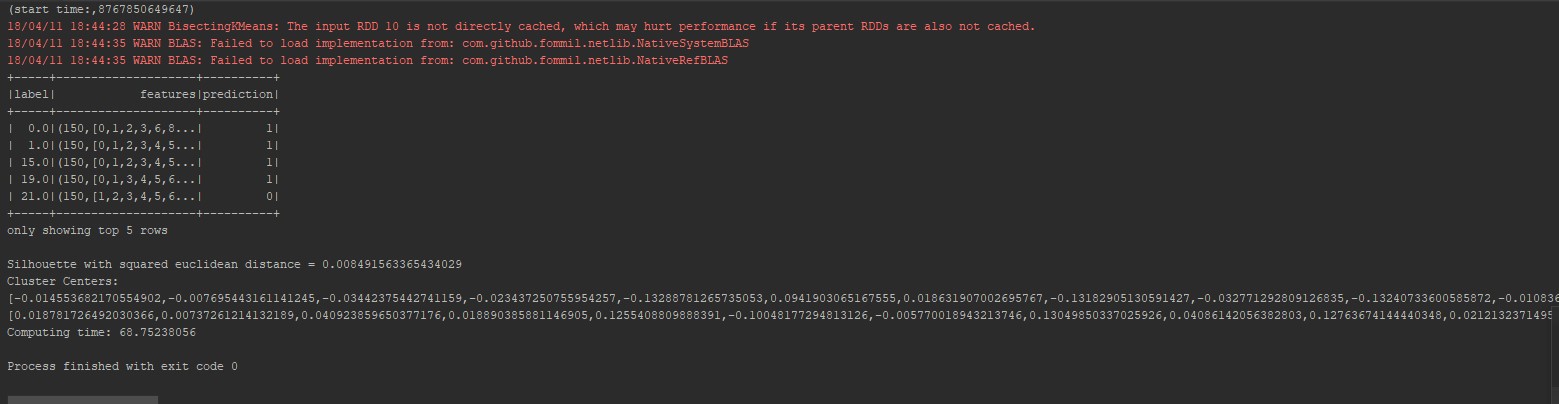 (start time:,8767850649647)
18/04/11 18:44:28 WARN BisectingKMeans: The input RDD 10 is not directly cached, which may hurt performance if its parent RDDs are also not cached.
18/04/11 18:44:35 WARN BLAS: Failed to load implementation from: com.github.fommil.netlib.NativeSystemBLAS
18/04/11 18:44:35 WARN BLAS: Failed to load implementation from: com.github.fommil.netlib.NativeRefBLAS
+-----+--------------------+----------+
|label|            features|prediction|
+-----+--------------------+----------+
|  0.0|(150,[0,1,2,3,6,8...|         1|
|  1.0|(150,[0,1,2,3,4,5...|         1|
| 15.0|(150,[0,1,2,3,4,5...|         1|
| 19.0|(150,[0,1,3,4,5,6...|         1|
| 21.0|(150,[1,2,3,4,5,6...|         0|
+-----+--------------------+----------+
only showing top 5 rows
Silhouette with squared euclidean distance = 0.008491563365434029
Cluster Centers:
[-0.014553682170554902,-0.007695443161141245,-0.03442375442741159,-0.023437250755954257,-0.13288781265735053,0.0941903065167555,0.018631907002695767,-0.13182905130591427,-0.032771292809126835,-0.13240733600585872,-0.010836
[0.018781726492030366,0.00737261214132189,0.040923859650377176,0.018890385881146905,0.1255408809888391,-0.10048177294813126,-0.005770018943213746,0.13049850337025926,0.04086142056382803,0.12763674144440348,0.0212132371495
Computing time: 68.75238056
Process finished with exit code 0